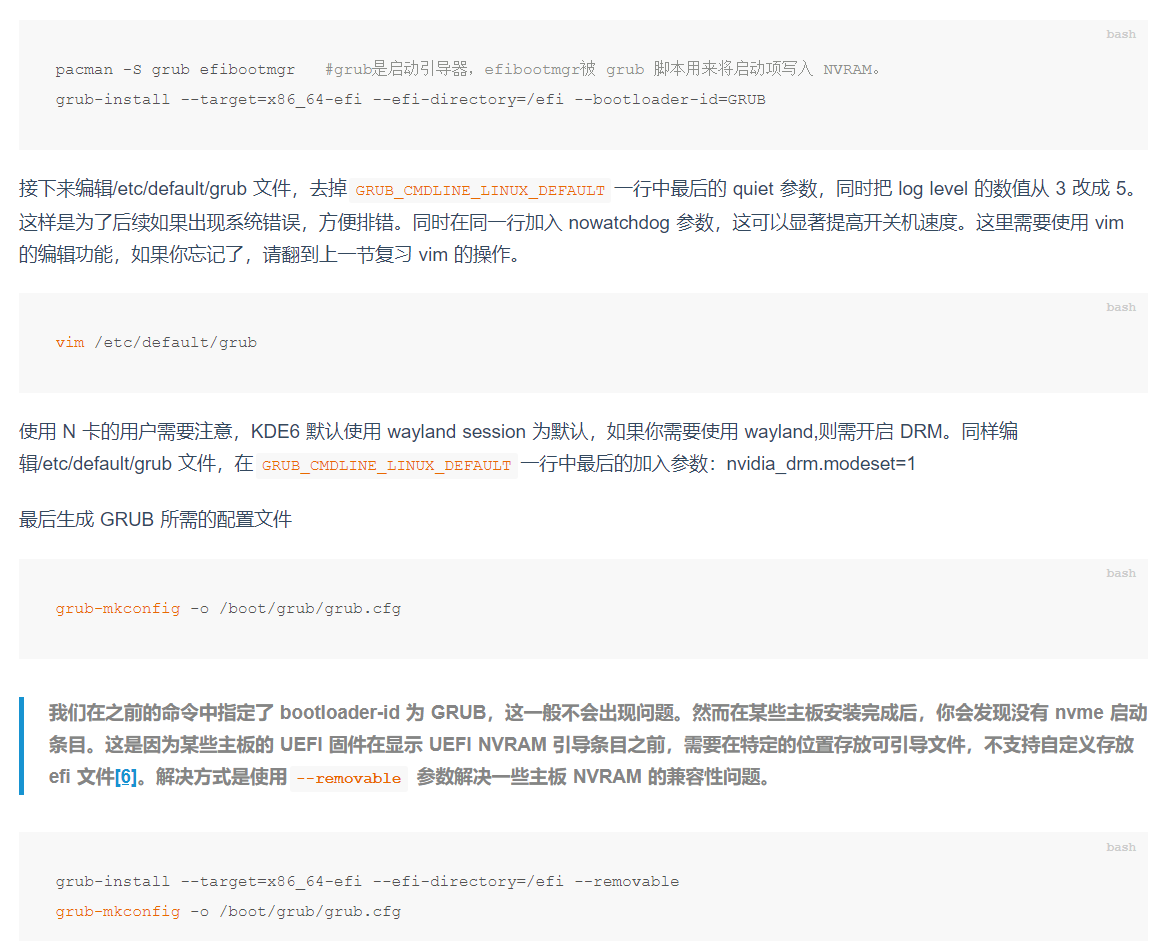 bash
pacman -S grub efibootmgr   #grub是启动引导器，efibootmgr被 grub 脚本用来将启动项写入 NVRAM。
grub-install --target=x86_64-efi --efi-directory=/efi --bootloader-id=GRUB
接下来编辑/etc/default/grub 文件，去掉 GRUB_CMDLINE_LINUX_DEFAULT 一行中最后的 quiet 参数，同时把 log level 的数值从 3 改成 5。
这样是为了后续如果出现系统错误，方便排错。同时在同一行加入 nowatchdog 参数，这可以显著提高开关机速度。这里需要使用 vim
的编辑功能，如果你忘记了，请翻到上一节复习 vim 的操作。
bash
vim /etc/default/grub
使用 N 卡的用户需要注意，KDE6 默认使用 wayland session 为默认，如果你需要使用 wayland,则需开启 DRM。同样编
辑/etc/default/grub 文件，在 GRUB_CMDLINE_LINUX_DEFAULT 一行中最后的加入参数：nvidia_drm.modeset=1
最后生成 GRUB 所需的配置文件
bash
grub-mkconfig -o /boot/grub/grub.cfg
我们在之前的命令中指定了 bootloader-id 为 GRUB，这一般不会出现问题。然而在某些主板安装完成后，你会发现没有 nvme 启动
条目。这是因为某些主板的 UEFI 固件在显示 UEFI NVRAM 引导条目之前，需要在特定的位置存放可引导文件，不支持自定义存放
efi 文件[6]。解决方式是使用 --removable 参数解决一些主板 NVRAM 的兼容性问题。
bash
grub-install --target=x86_64-efi --efi-directory=/efi --removable
grub-mkconfig -o /boot/grub/grub.cfg